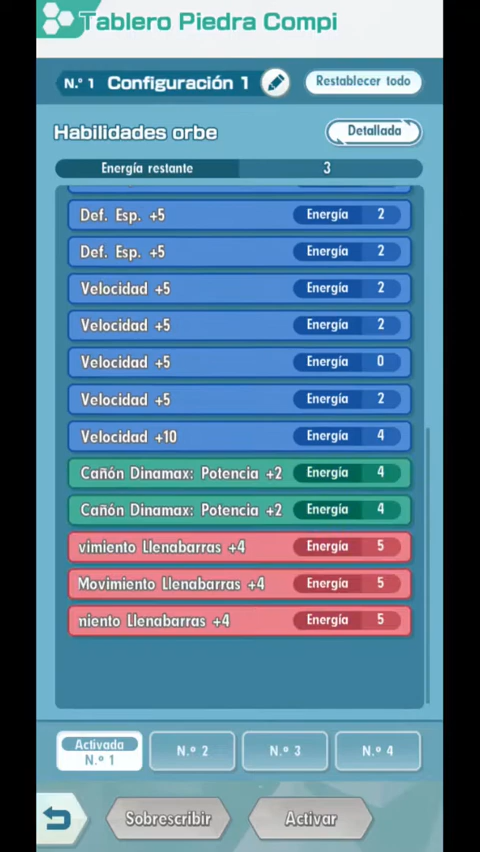 Tablero Piedra Compi
N.º 1 Configuración 1 Restablecer todo
Habilidades orbe Detallada
Energía restante 3
Def. Esp. +5 Energía 2
Def. Esp. +5 Energía 2
Velocidad +5 Energía 2
Velocidad +5 Energía 2
Velocidad +5 Energía 0
Velocidad +5 Energía 2
Velocidad +10 Energía 4
Cañón Dinamax: Potencia +2 Energía 4
Cañón Dinamax: Potencia +2 Energía 4
vimiento Llenabarras +4 Energía 5
Movimiento Llenabarras +4 Energía 5
niento Llenabarras +4 Energía 5
Activada
N.º 1 N.º 2 N.º 3 N.º 4
Sobrescribir Activar